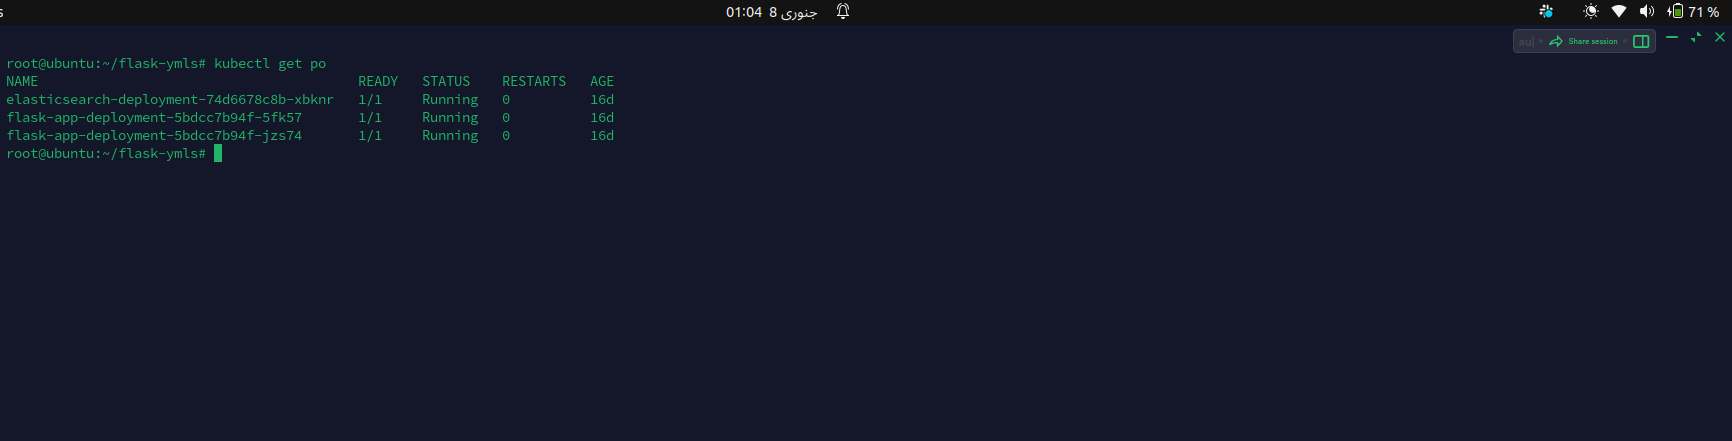 s
01:04 8 جنوری
71 %
au
Share session
root@ubuntu:~/flask-ymls# kubectl get po
NAME READY STATUS RESTARTS AGE
elasticsearch-deployment-74d6678c8b-xbknr 1/1 Running 0 16d
flask-app-deployment-5bdcc7b94f-5fk57 1/1 Running 0 16d
flask-app-deployment-5bdcc7b94f-jzs74 1/1 Running 0 16d
root@ubuntu:~/flask-ymls#